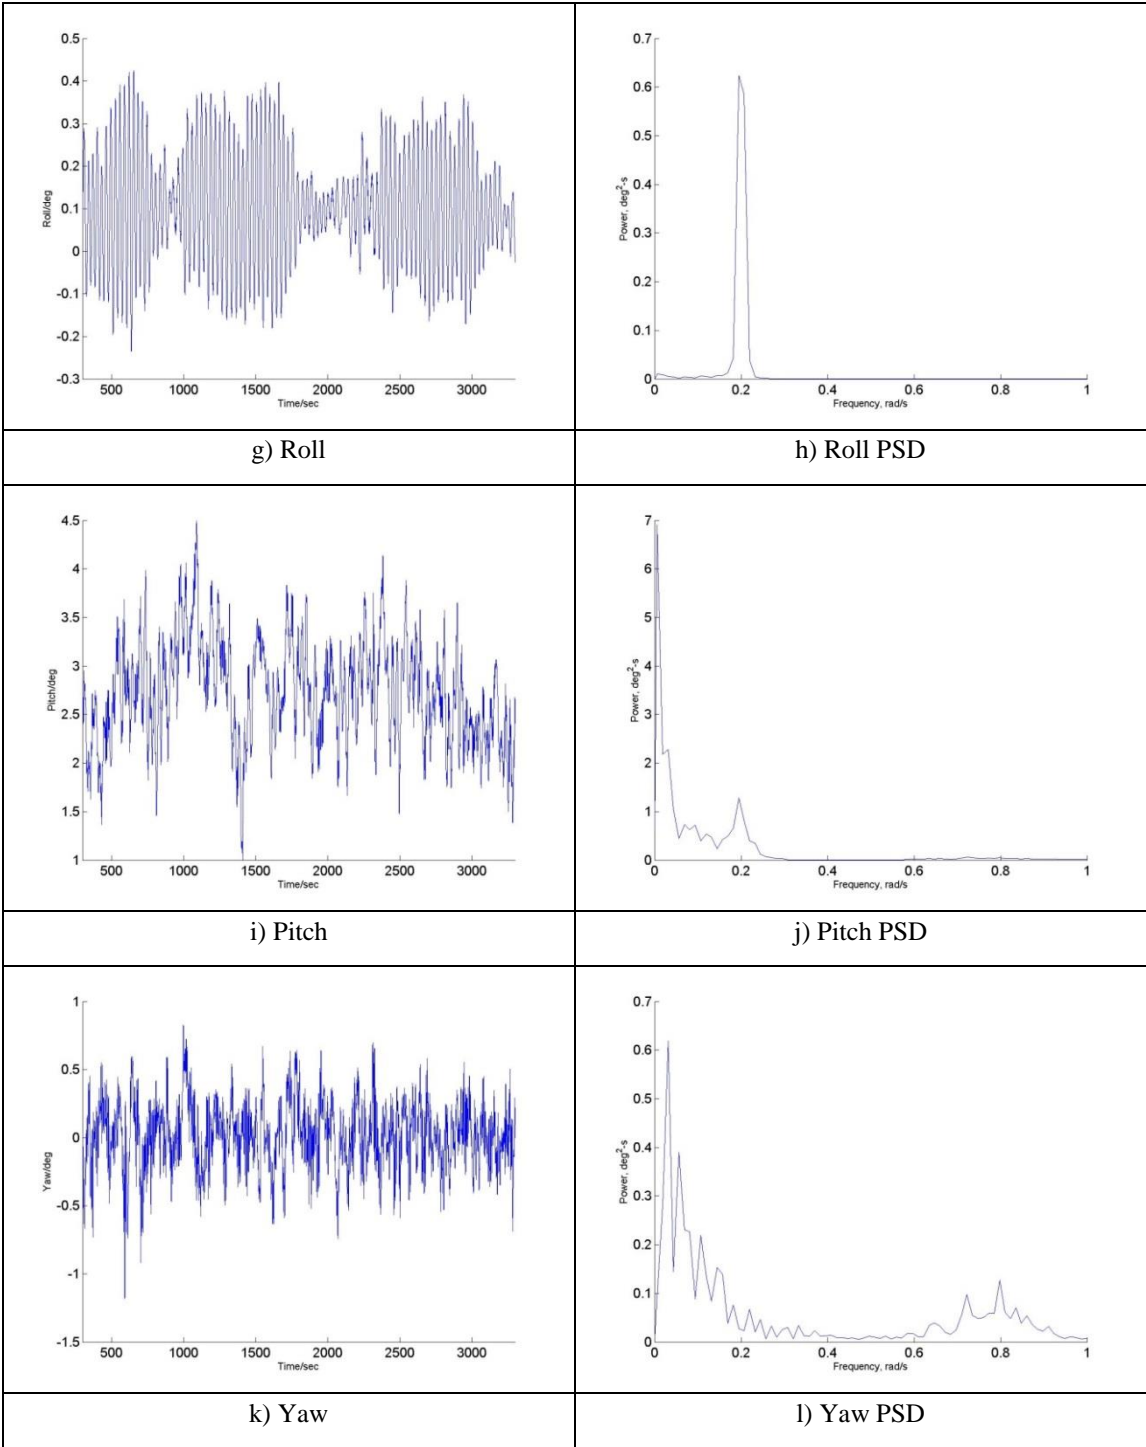 0.5
0.4
0.3
0.2
0.1
0
-0.1
-0.2
-0.3
Roll/deg
500 1000 1500 2000 2500 3000
Time/sec
0.7
0.6
0.5
0.4
0.3
0.2
0.1
0
Power, deg²-s
0 0.2 0.4 0.6 0.8 1
Frequency, rad/s
g) Roll
h) Roll PSD
4.5
4
3.5
3
2.5
2
1.5
1
Pitch/deg
500 1000 1500 2000 2500 3000
Time/sec
7
6
5
4
3
2
1
0
Power, deg²-s
0 0.2 0.4 0.6 0.8 1
Frequency, rad/s
i) Pitch
j) Pitch PSD
1
0.5
0
-0.5
-1
-1.5
Yaw/deg
500 1000 1500 2000 2500 3000
Time/sec
0.7
0.6
0.5
0.4
0.3
0.2
0.1
0
Power, deg²-s
0 0.2 0.4 0.6 0.8 1
Frequency, rad/s
k) Yaw
l) Yaw PSD